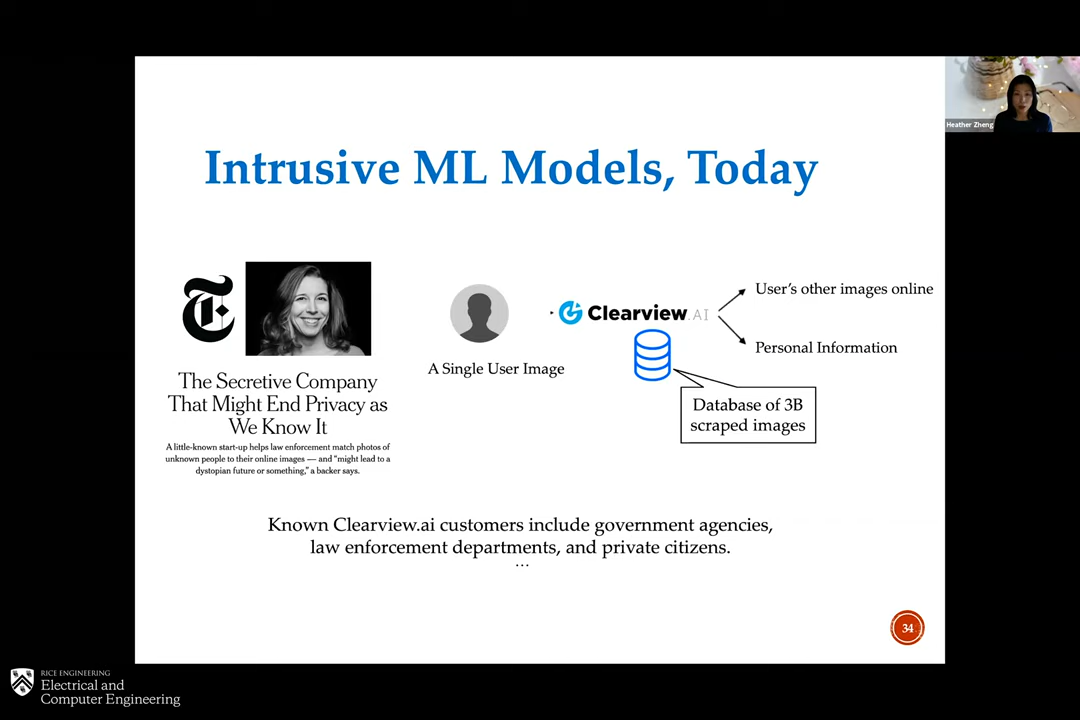 Heather Zheng
Intrusive ML Models, Today
The Secretive Company
That Might End Privacy as
We Know It
A little-known start-up helps law enforcement match photos of
unknown people to their online images — and “might lead to a
dystopian future or something,” a backer says.
A Single User Image
Clearview.AI
User’s other images online
Personal Information
Database of 3B
scraped images
Known Clearview.ai customers include government agencies,
law enforcement departments, and private citizens.
…
34
RICE ENGINEERING
Electrical and
Computer Engineering